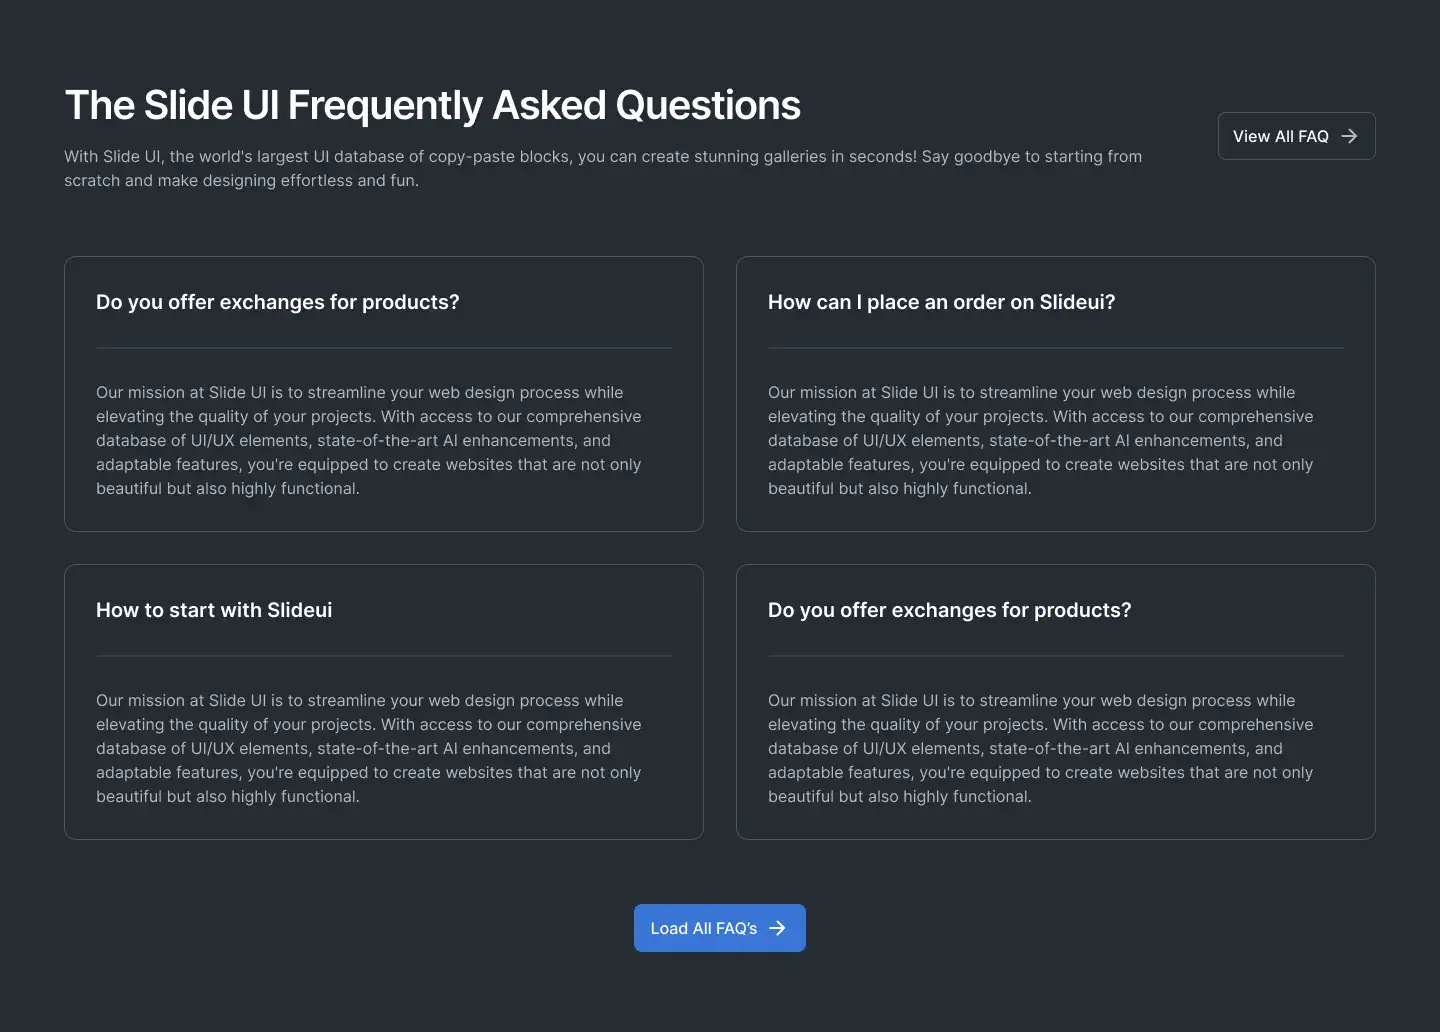 The Slide UI Frequently Asked Questions
With Slide UI, the world's largest UI database of copy-paste blocks, you can create stunning galleries in seconds! Say goodbye to starting from
scratch and make designing effortless and fun.
View All FAQ
Do you offer exchanges for products?
Our mission at Slide UI is to streamline your web design process while
elevating the quality of your projects. With access to our comprehensive
database of UI/UX elements, state-of-the-art AI enhancements, and
adaptable features, you're equipped to create websites that are not only
beautiful but also highly functional.
How can I place an order on Slideui?
Our mission at Slide UI is to streamline your web design process while
elevating the quality of your projects. With access to our comprehensive
database of UI/UX elements, state-of-the-art AI enhancements, and
adaptable features, you're equipped to create websites that are not only
beautiful but also highly functional.
How to start with Slideui
Our mission at Slide UI is to streamline your web design process while
elevating the quality of your projects. With access to our comprehensive
database of UI/UX elements, state-of-the-art AI enhancements, and
adaptable features, you're equipped to create websites that are not only
beautiful but also highly functional.
Do you offer exchanges for products?
Our mission at Slide UI is to streamline your web design process while
elevating the quality of your projects. With access to our comprehensive
database of UI/UX elements, state-of-the-art AI enhancements, and
adaptable features, you're equipped to create websites that are not only
beautiful but also highly functional.
Load All FAQ’s